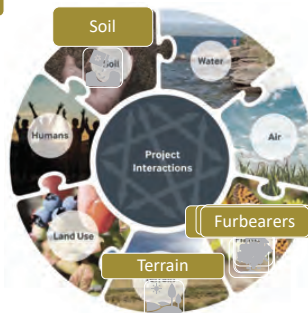 Soil
Soil
Water
Humans
Air
Project
Interactions
Furbearers
Land Use
Terrain